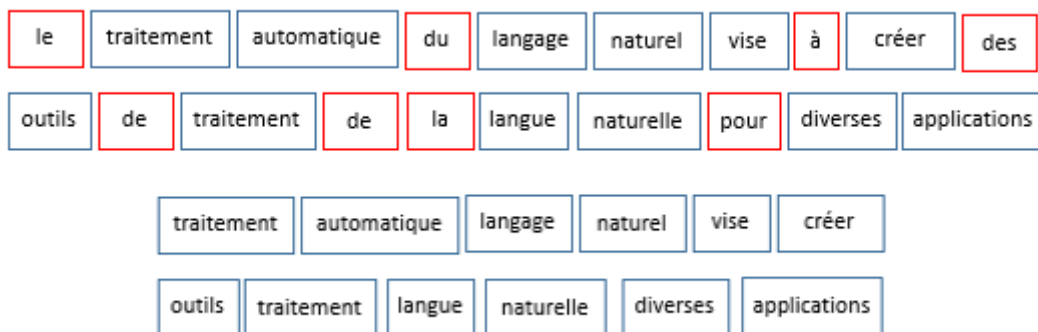 le traitement automatique du langage naturel vise à créer des
outils de traitement de la langue naturelle pour diverses applications
traitement automatique langage naturel vise créer
outils traitement langue naturelle diverses applications